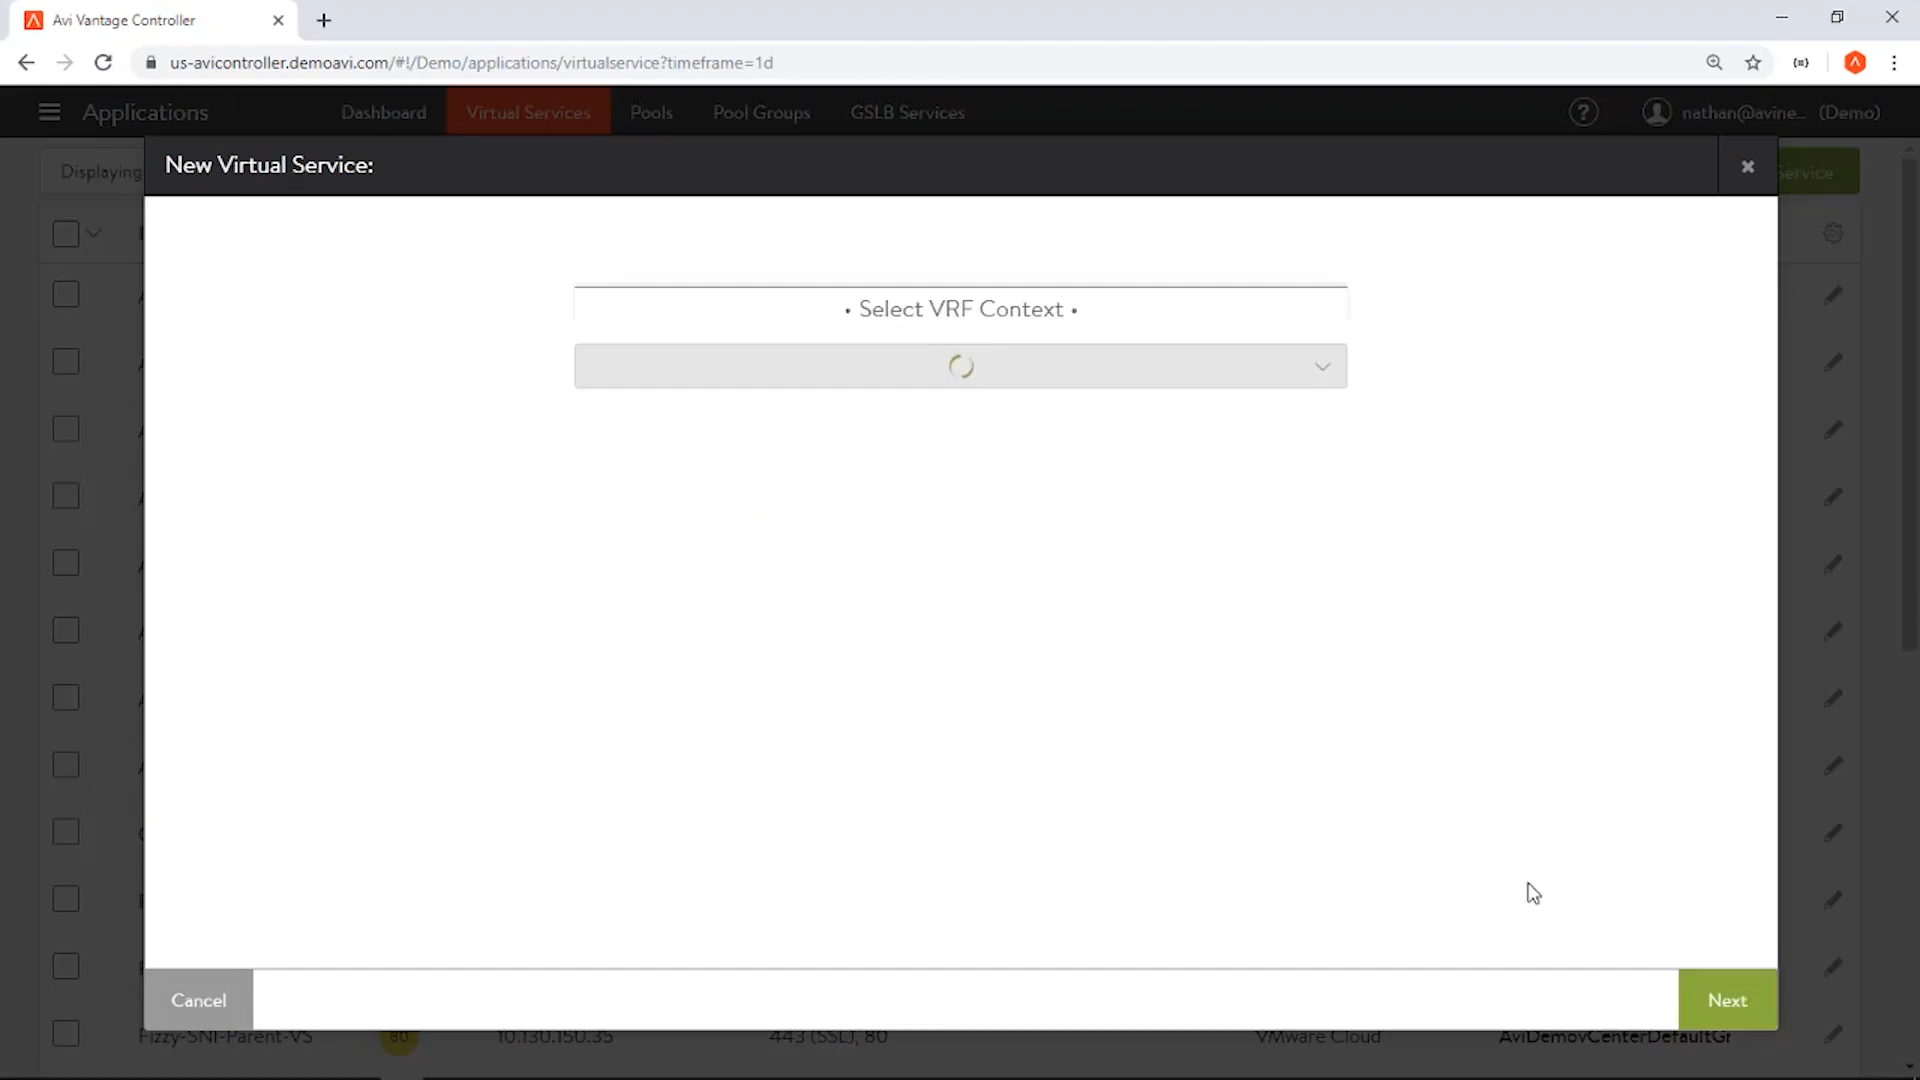 Avi Vantage Controller
us-avicontroller.demoavi.com/#!/Demo/applications/virtualservice?timeframe=1d
Applications
Dashboard
Virtual Services
Pools
Pool Groups
GSLB Services
?
nathan@avine... (Demo)
Displaying
New Virtual Service:
Service
• Select VRF Context •
Cancel
Next
Fizzy-SNI-Parent-VS
80
10.130.150.35
443 (SSL), 80
VMware Cloud
AviDemovCenterDefaultGr